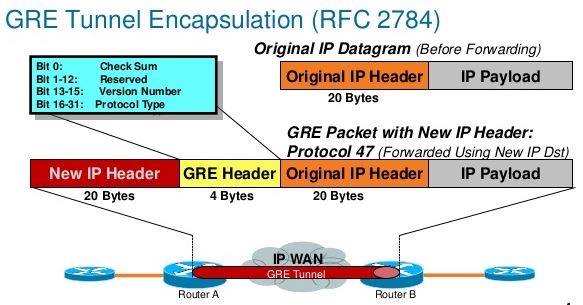 GRE Tunnel Encapsulation (RFC 2784)
Bit 0: Check Sum
Bit 1-12: Reserved
Bit 13-15: Version Number
Bit 16-31: Protocol Type
Original IP Datagram (Before Forwarding)
Original IP Header IP Payload
20 Bytes
GRE Packet with New IP Header:
Protocol 47 (Forwarded Using New IP Dst)
New IP Header GRE Header Original IP Header IP Payload
20 Bytes 4 Bytes 20 Bytes
IP WAN
GRE Tunnel
Router A Router B